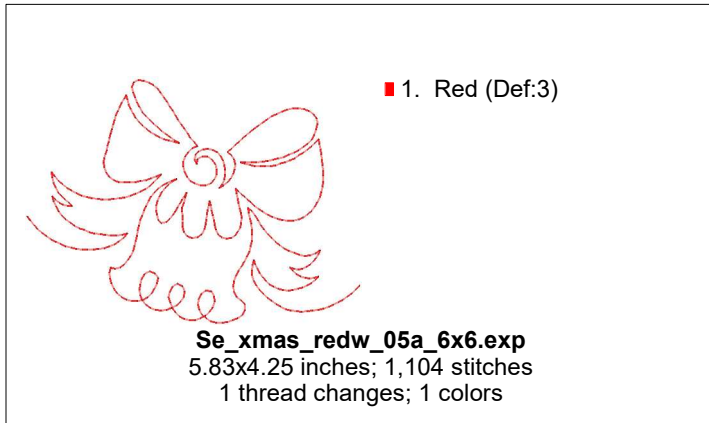 1. Red (Def:3)
Se_xmas_redw_05a_6x6.exp
5.83x4.25 inches; 1,104 stitches
1 thread changes; 1 colors